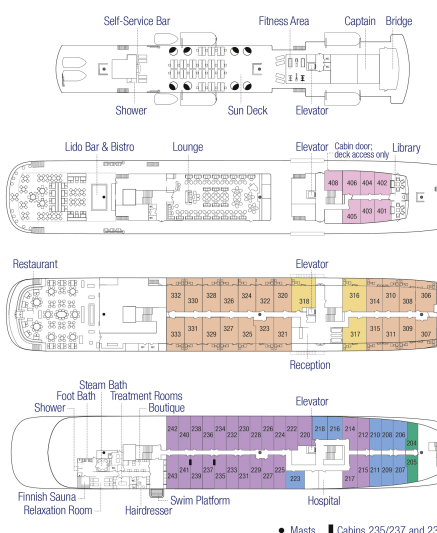 Self-Service Bar
Fitness Area
Captain
Bridge
Shower
Sun Deck
Elevator
Lido Bar & Bistro
Lounge
Elevator
Cabin door;
deck access only
Library
408 406 404 402
405 403 401
Restaurant
Elevator
332 330 328 326 324 322 320 318 316 314 310 308 306
333 331 329 327 325 323 321 317 315 311 309 307
Reception
Steam Bath
Foot Bath
Treatment Rooms
Shower
Boutique
Elevator
242 240 238 236 234 232 230 228 226 224 222 220 218 216 214 212 210 208 206 204
243 241 239 237 235 233 231 229 227 225 223 217 215 211 209 207 205
Finnish Sauna
Relaxation Room
Hairdresser
Swim Platform
Hospital
Masts
Cabins 235/237 and 23